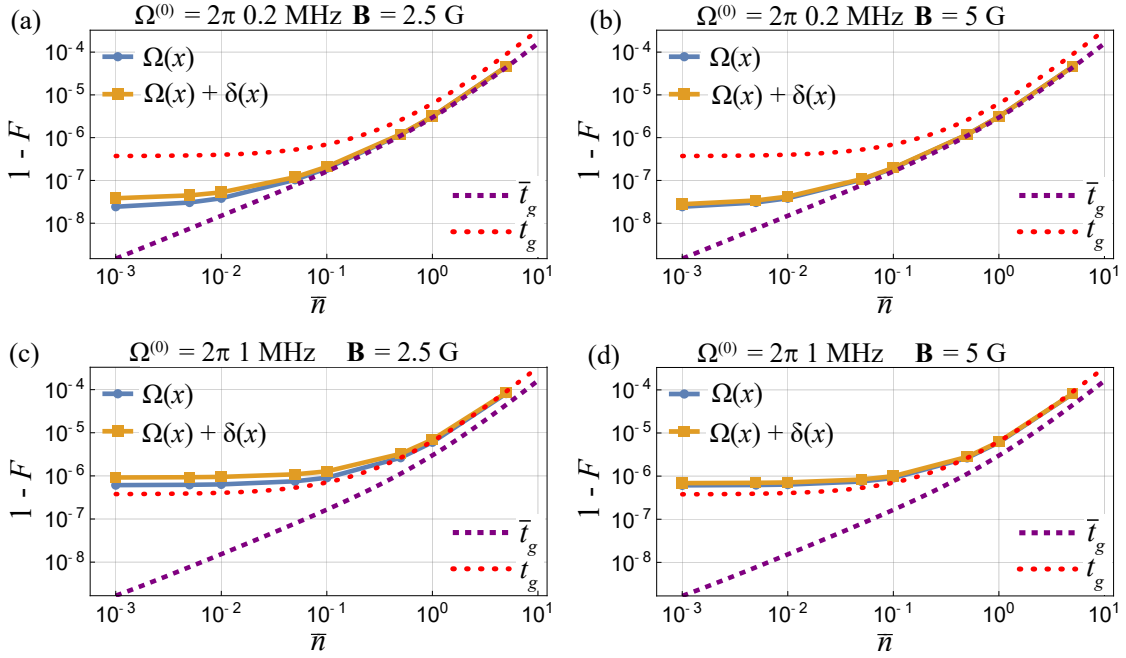 (a) Ω⁽⁰⁾ = 2π 0.2 MHz B = 2.5 G
10⁻⁴
10⁻⁵
10⁻⁶
10⁻⁷
10⁻⁸
1 - F
Ω(x)
Ω(x) + δ(x)
t̄g
tg
10⁻³ 10⁻² 10⁻¹ 10⁰ 10¹
n̄
(b) Ω⁽⁰⁾ = 2π 0.2 MHz B = 5 G
10⁻⁴
10⁻⁵
10⁻⁶
10⁻⁷
10⁻⁸
1 - F
Ω(x)
Ω(x) + δ(x)
t̄g
tg
10⁻³ 10⁻² 10⁻¹ 10⁰ 10¹
n̄
(c) Ω⁽⁰⁾ = 2π 1 MHz B = 2.5 G
10⁻⁴
10⁻⁵
10⁻⁶
10⁻⁷
10⁻⁸
1 - F
Ω(x)
Ω(x) + δ(x)
t̄g
tg
10⁻³ 10⁻² 10⁻¹ 10⁰ 10¹
n̄
(d) Ω⁽⁰⁾ = 2π 1 MHz B = 5 G
10⁻⁴
10⁻⁵
10⁻⁶
10⁻⁷
10⁻⁸
1 - F
Ω(x)
Ω(x) + δ(x)
t̄g
tg
10⁻³ 10⁻² 10⁻¹ 10⁰ 10¹
n̄